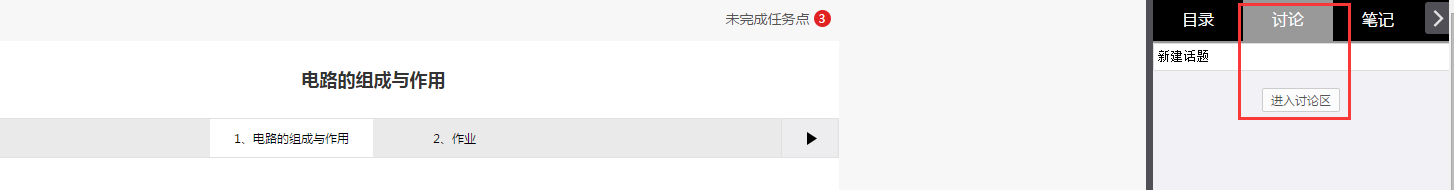 未完成任务点 3
电路的组成与作用
1、电路的组成与作用 2、作业
目录 讨论 笔记
新建话题
进入讨论区